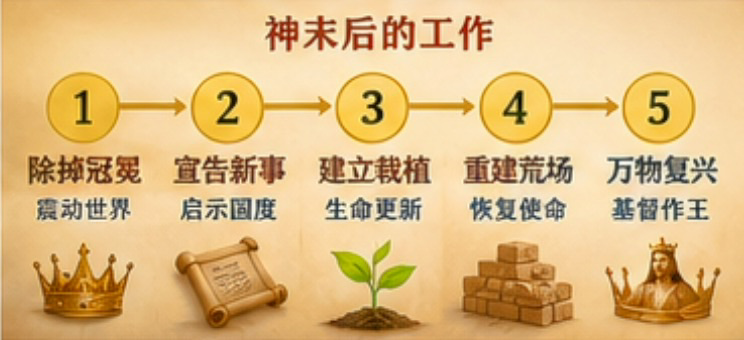 神末后的工作
1
2
3
4
5
除掉冠冕
宣告新事
建立栽植
重建荒场
万物复兴
震动世界
启示国度
生命更新
恢复使命
基督作王